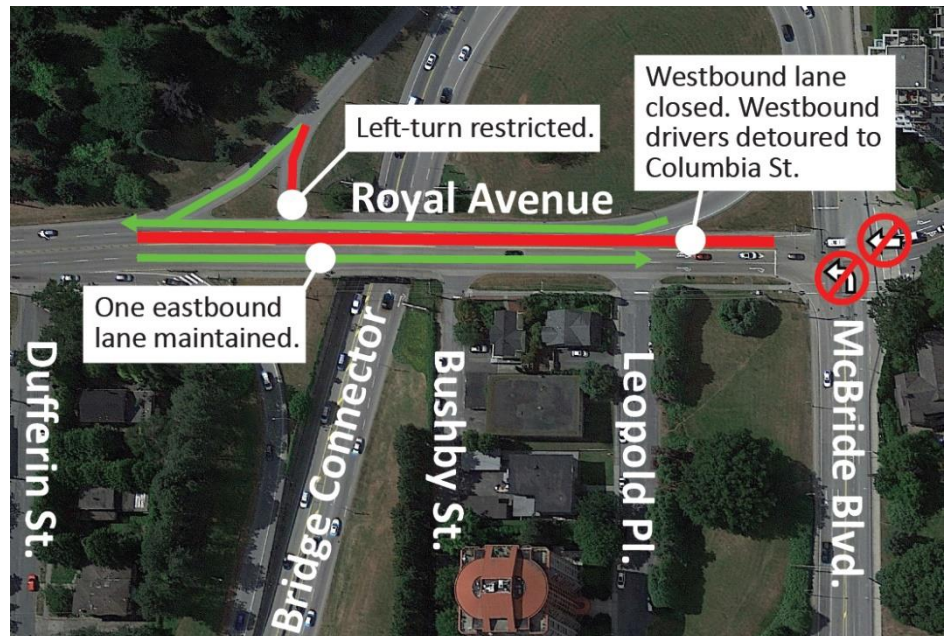 Westbound lane
closed. Westbound
drivers detoured to
Columbia St.
Left-turn restricted.
Royal Avenue
One eastbound
lane maintained.
Dufferin St.
Bridge Connector
Bushby St.
Leopold Pl.
McBride Blvd.